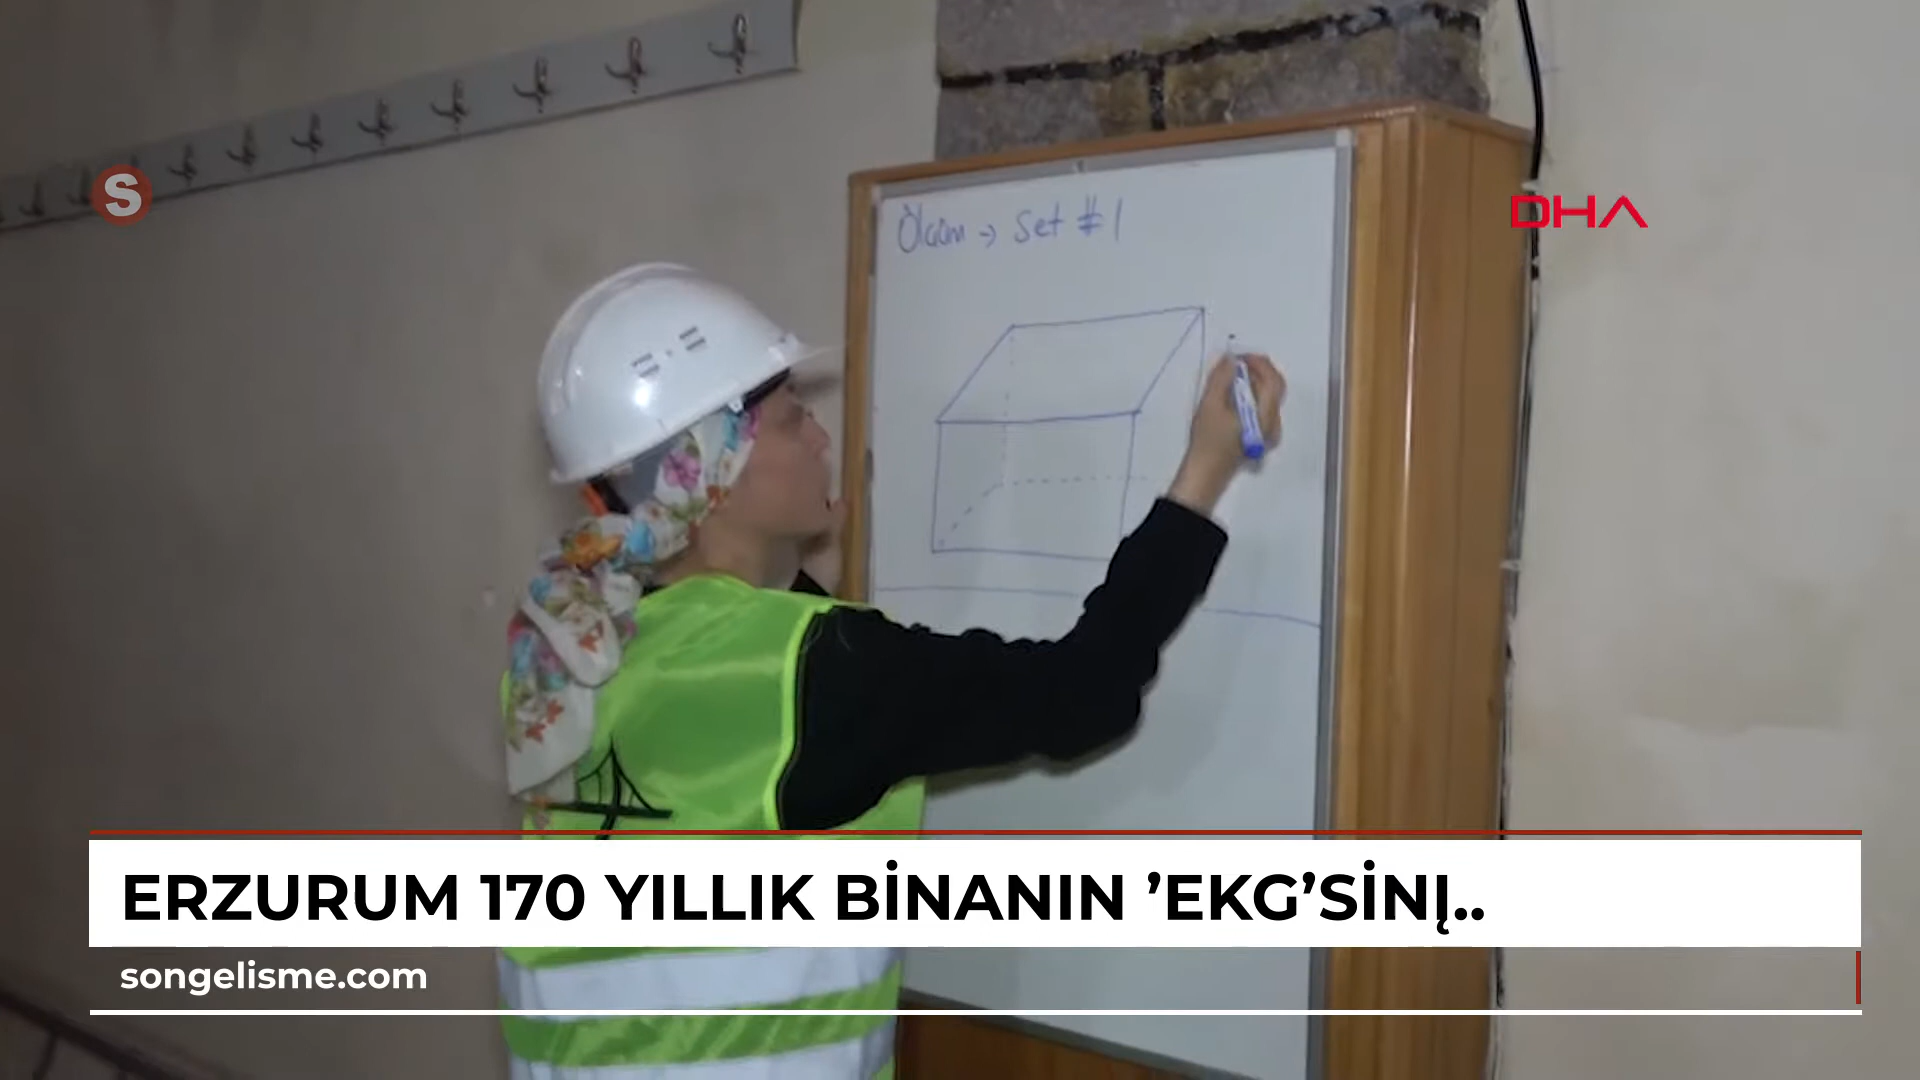 S
DHA
Ölçüm → Set #1
ERZURUM 170 YILLIK BİNANIN ’EKG’SİNİ..
songelisme.com